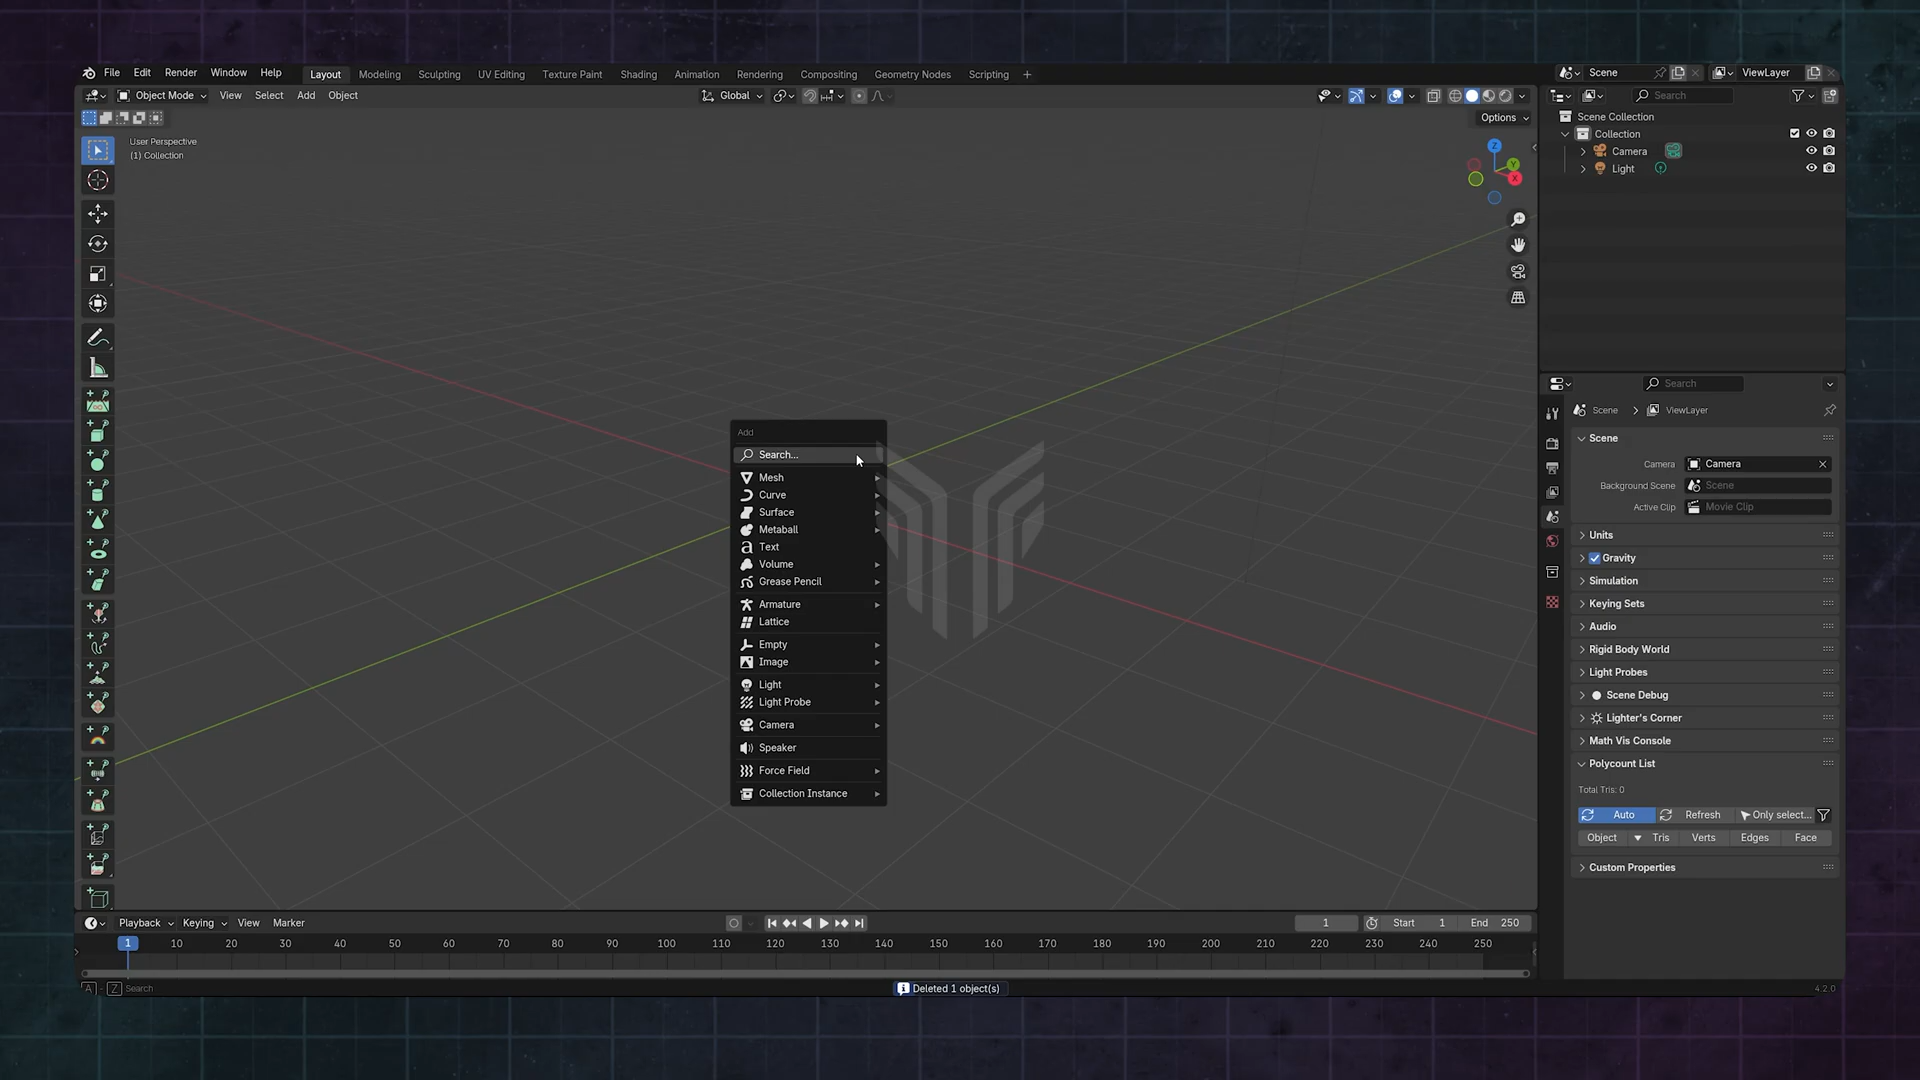 File Edit Render Window Help Layout Modeling Sculpting UV Editing Texture Paint Shading Animation Rendering Compositing Geometry Nodes Scripting + Scene ViewLayer
Object Mode View Select Add Object Global Search
Options
User Perspective
(1) Collection
Z
Y
X
Scene Collection
Collection
Camera
Light
Add
Search...
Mesh
Curve
Surface
Metaball
Text
Volume
Grease Pencil
Armature
Lattice
Empty
Image
Light
Light Probe
Camera
Speaker
Force Field
Collection Instance
Search
Scene > ViewLayer
Scene
Camera Camera
Background Scene Scene
Active Clip Movie Clip
Units
Gravity
Simulation
Keying Sets
Audio
Rigid Body World
Light Probes
Scene Debug
Lighter's Corner
Math Vis Console
Polycount List
Total Tris: 0
Auto Refresh Only select...
Object Tris Verts Edges Face
Custom Properties
Playback Keying View Marker 1 Start 1 End 250
1 10 20 30 40 50 60 70 80 90 100 110 120 130 140 150 160 170 180 190 200 210 220 230 240 250
A - Z Search Deleted 1 object(s) 4.2.0